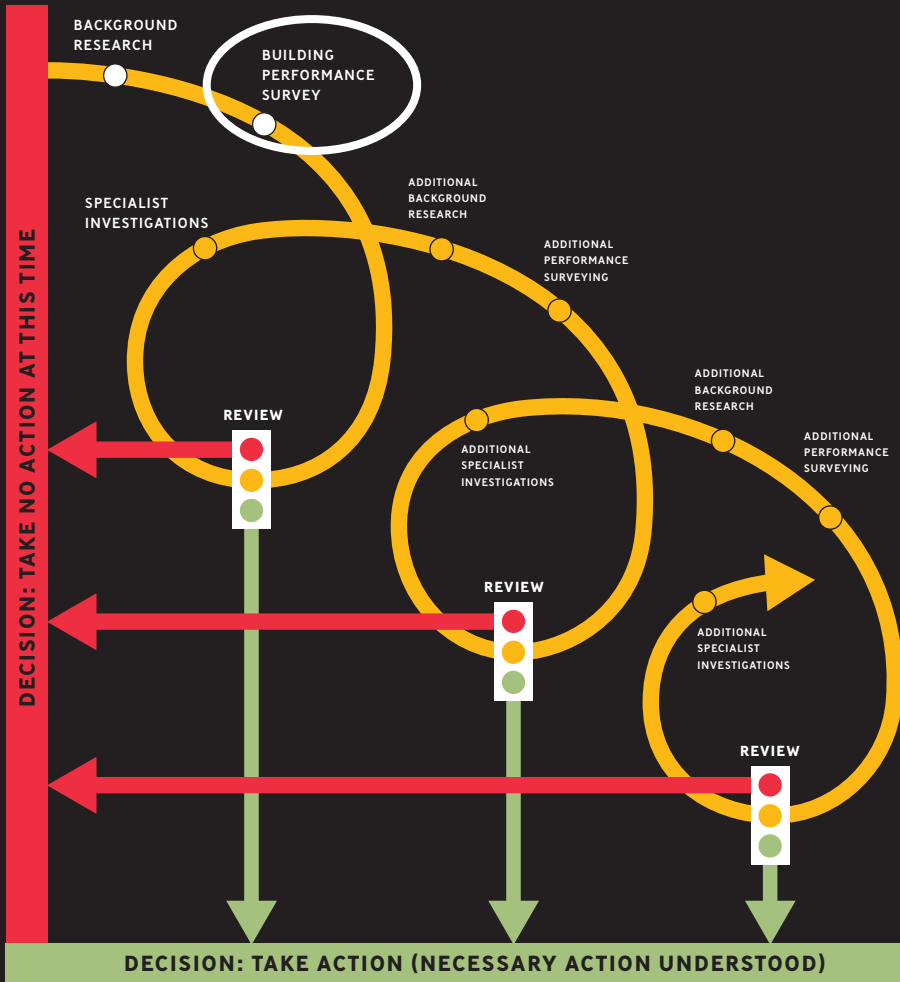 BACKGROUND
RESEARCH
BUILDING
PERFORMANCE
SURVEY
ADDITIONAL
BACKGROUND
RESEARCH
SPECIALIST
INVESTIGATIONS
ADDITIONAL
PERFORMANCE
SURVEYING
DECISION: TAKE NO ACTION AT THIS TIME
ADDITIONAL
BACKGROUND
RESEARCH
REVIEW
ADDITIONAL
SPECIALIST
INVESTIGATIONS
ADDITIONAL
PERFORMANCE
SURVEYING
REVIEW
ADDITIONAL
SPECIALIST
INVESTIGATIONS
REVIEW
DECISION: TAKE ACTION (NECESSARY ACTION UNDERSTOOD)